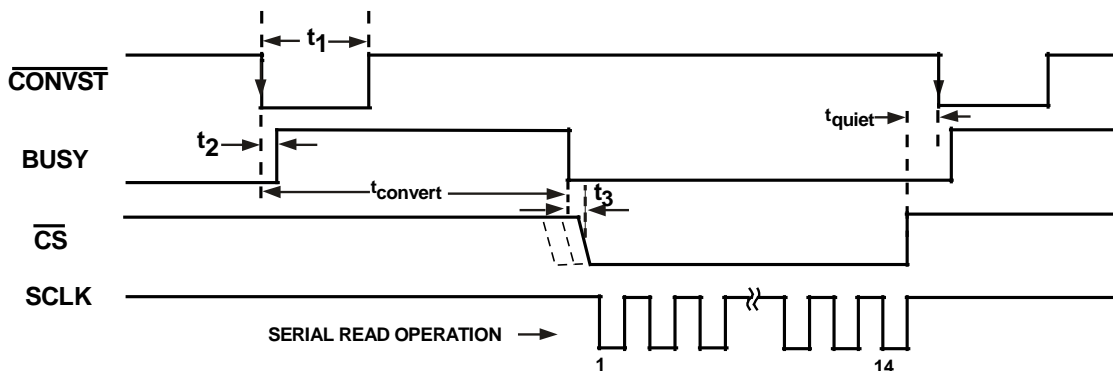 t1
CONVST
tquiet
t2
BUSY
tconvert
t3
CS
SCLK
SERIAL READ OPERATION
1
14